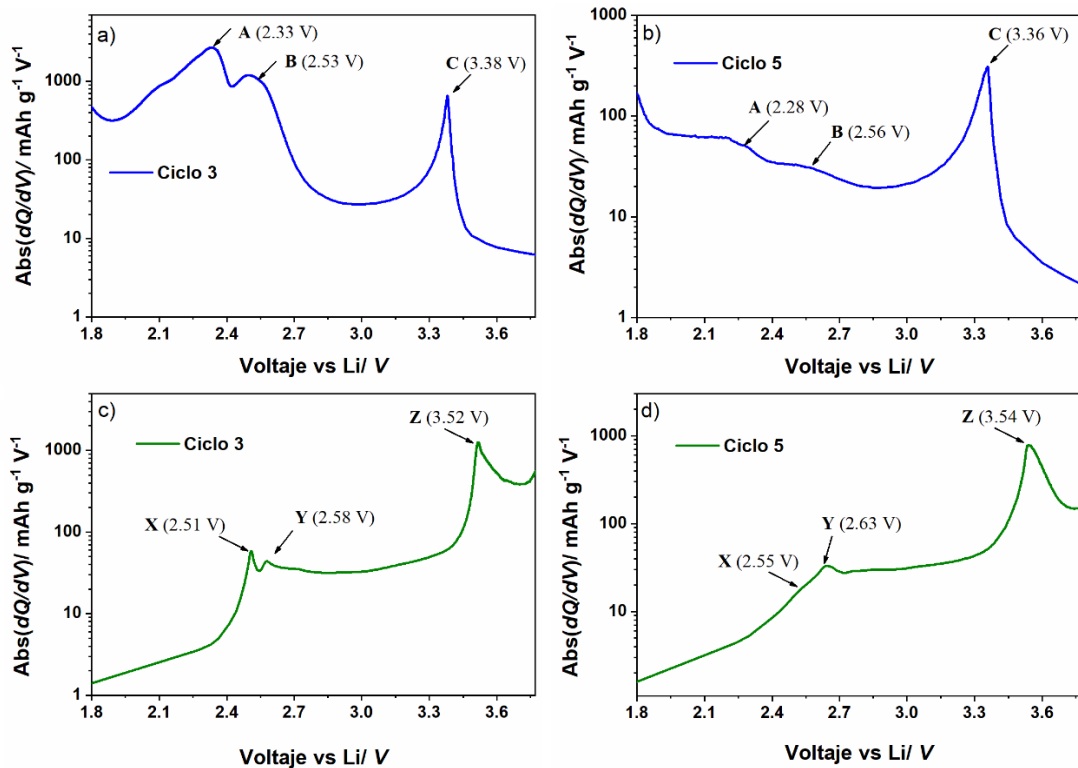 a)
A (2.33 V)
B (2.53 V)
C (3.38 V)
Ciclo 3
Abs(dQ/dV)/ mAh g⁻¹ V⁻¹
1000
100
10
1
1.8 2.1 2.4 2.7 3.0 3.3 3.6
Voltaje vs Li/ V
b)
C (3.36 V)
Ciclo 5
A (2.28 V)
B (2.56 V)
Abs(dQ/dV)/ mAh g⁻¹ V⁻¹
1000
100
10
1
1.8 2.1 2.4 2.7 3.0 3.3 3.6
Voltaje vs Li/ V
c)
Z (3.52 V)
Ciclo 3
X (2.51 V)
Y (2.58 V)
Abs(dQ/dV)/ mAh g⁻¹ V⁻¹
1000
100
10
1
1.8 2.1 2.4 2.7 3.0 3.3 3.6
Voltaje vs Li/ V
d)
Z (3.54 V)
Ciclo 5
Y (2.63 V)
X (2.55 V)
Abs(dQ/dV)/ mAh g⁻¹ V⁻¹
1000
100
10
1
1.8 2.1 2.4 2.7 3.0 3.3 3.6
Voltaje vs Li/ V